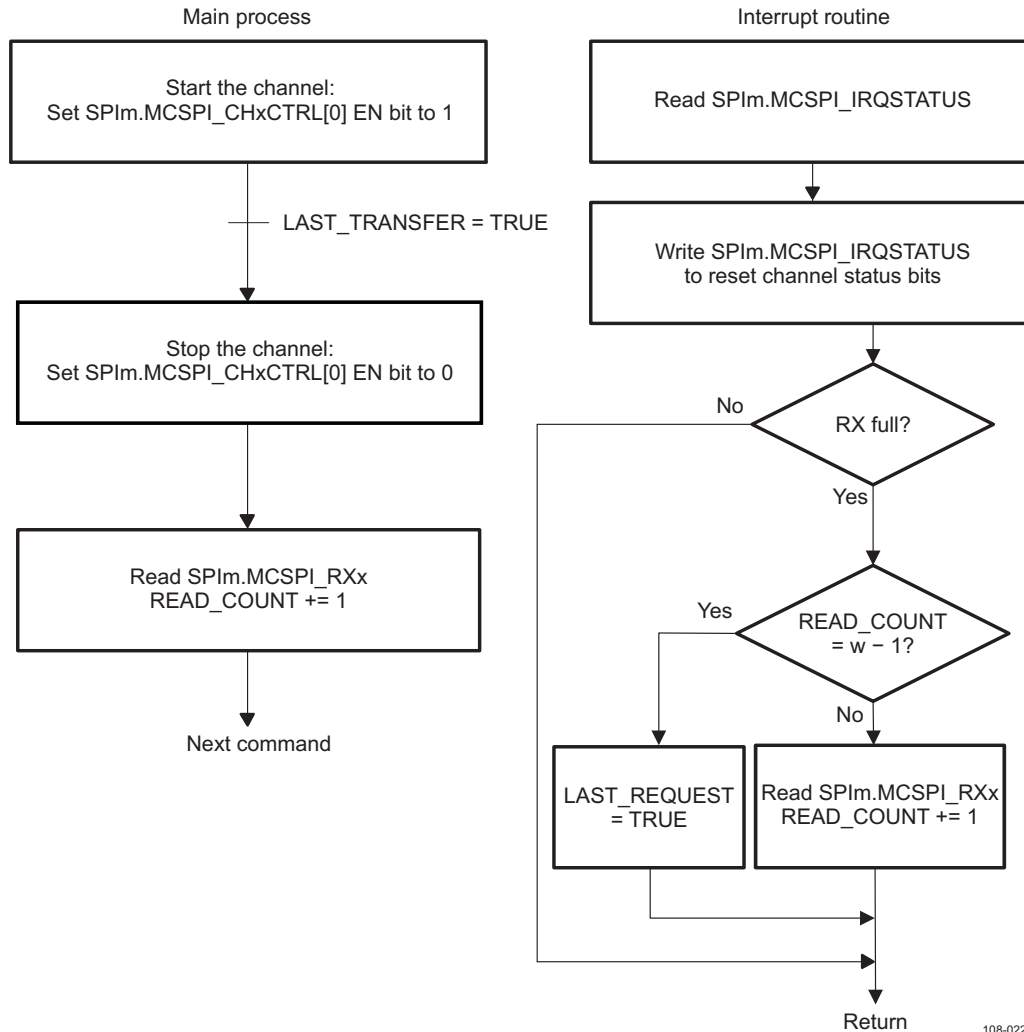 Main process
Start the channel:
Set SPIm.MCSPI_CHxCTRL[0] EN bit to 1
LAST_TRANSFER = TRUE
Stop the channel:
Set SPIm.MCSPI_CHxCTRL[0] EN bit to 0
Read SPIm.MCSPI_RXx
READ_COUNT += 1
Next command
Interrupt routine
Read SPIm.MCSPI_IRQSTATUS
Write SPIm.MCSPI_IRQSTATUS
to reset channel status bits
No
RX full?
Yes
Yes
READ_COUNT
= w − 1?
No
LAST_REQUEST
= TRUE
Read SPIm.MCSPI_RXx
READ_COUNT += 1
Return
108-022